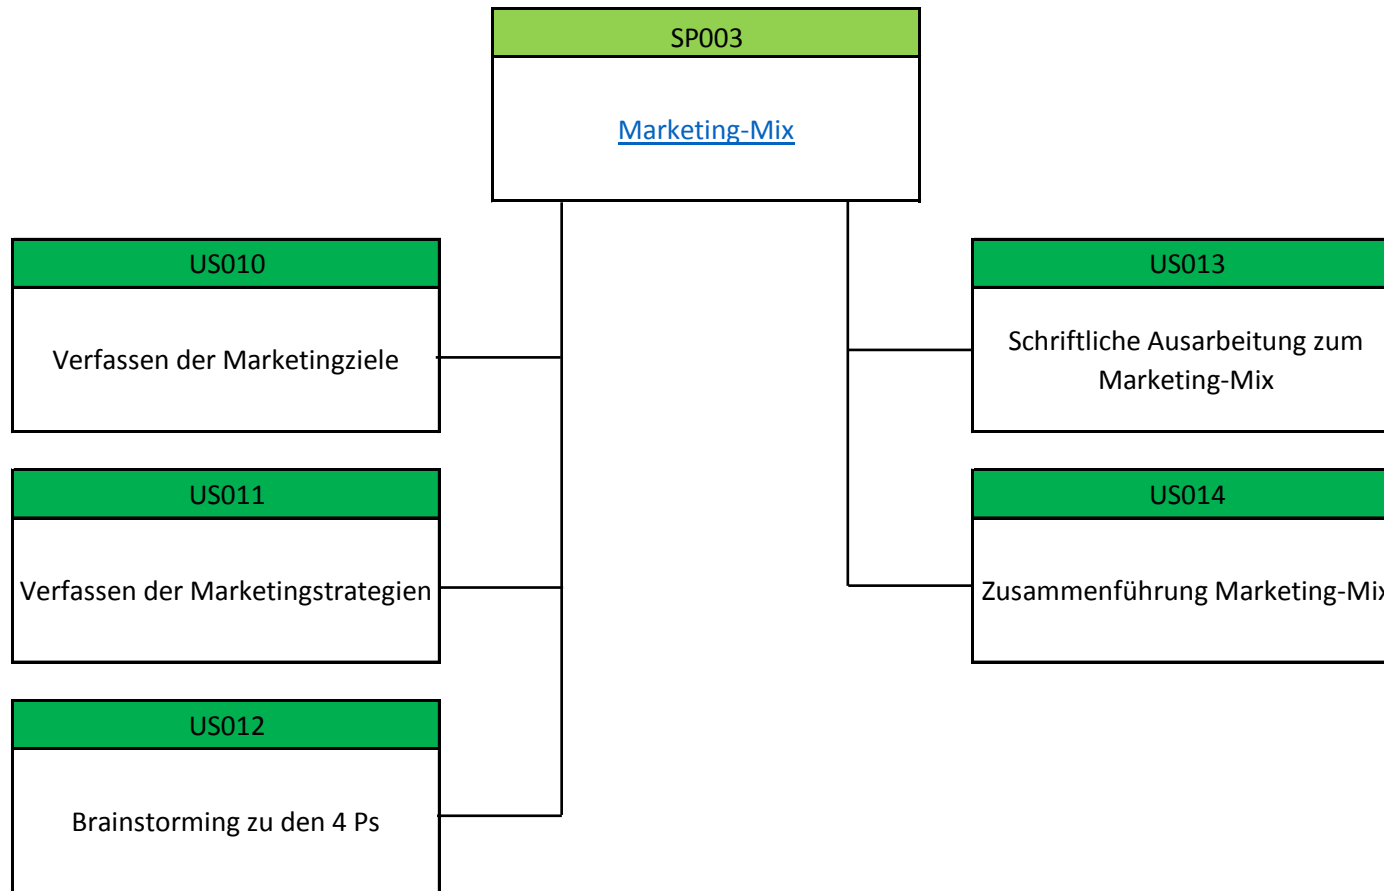 SP003
Marketing-Mix
US010
Verfassen der Marketingziele
US011
Verfassen der Marketingstrategien
US012
Brainstorming zu den 4 Ps
US013
Schriftliche Ausarbeitung zum
Marketing-Mix
US014
Zusammenführung Marketing-Mix